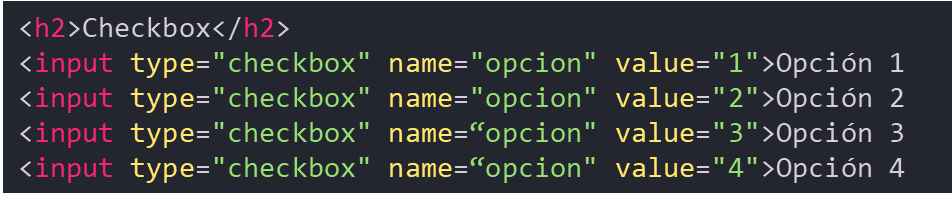 <h2>Checkbox</h2>
<input type="checkbox" name="opcion" value="1">Opción 1
<input type="checkbox" name="opcion" value="2">Opción 2
<input type="checkbox" name=“opcion" value="3">Opción 3
<input type="checkbox" name=“opcion" value="4">Opción 4